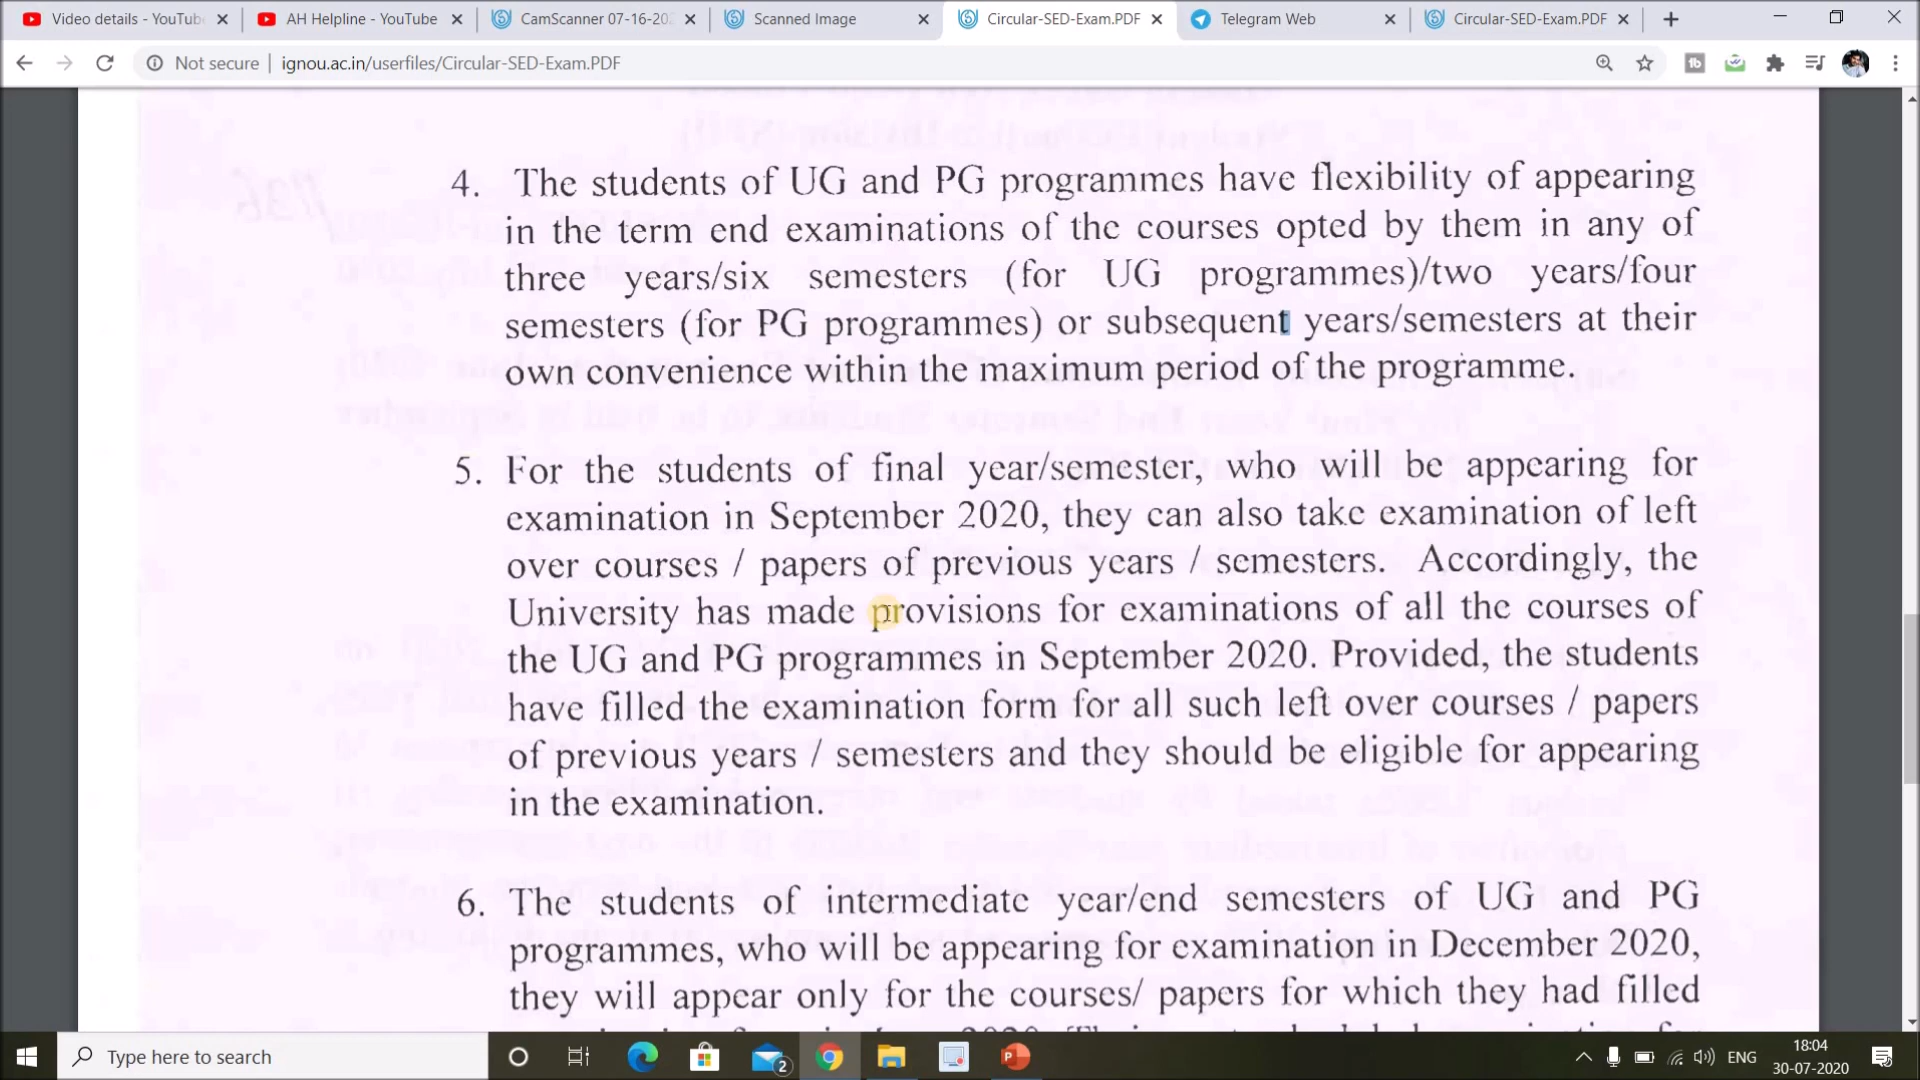 Video details - YouTub
AH Helpline - YouTube
CamScanner 07-16-202
Scanned Image
Circular-SED-Exam.PDF
Telegram Web
Circular-SED-Exam.PDF
Not secure | ignou.ac.in/userfiles/Circular-SED-Exam.PDF
4. The students of UG and PG programmes have flexibility of appearing
in the term end examinations of the courses opted by them in any of
three years/six semesters (for UG programmes)/two years/four
semesters (for PG programmes) or subsequent years/semesters at their
own convenience within the maximum period of the programme.
5. For the students of final year/semester, who will be appearing for
examination in September 2020, they can also take examination of left
over courses / papers of previous years / semesters. Accordingly, the
University has made provisions for examinations of all the courses of
the UG and PG programmes in September 2020. Provided, the students
have filled the examination form for all such left over courses / papers
of previous years / semesters and they should be eligible for appearing
in the examination.
6. The students of intermediate year/end semesters of UG and PG
programmes, who will be appearing for examination in December 2020,
they will appear only for the courses/ papers for which they had filled
Type here to search
2
ENG
18:04
30-07-2020